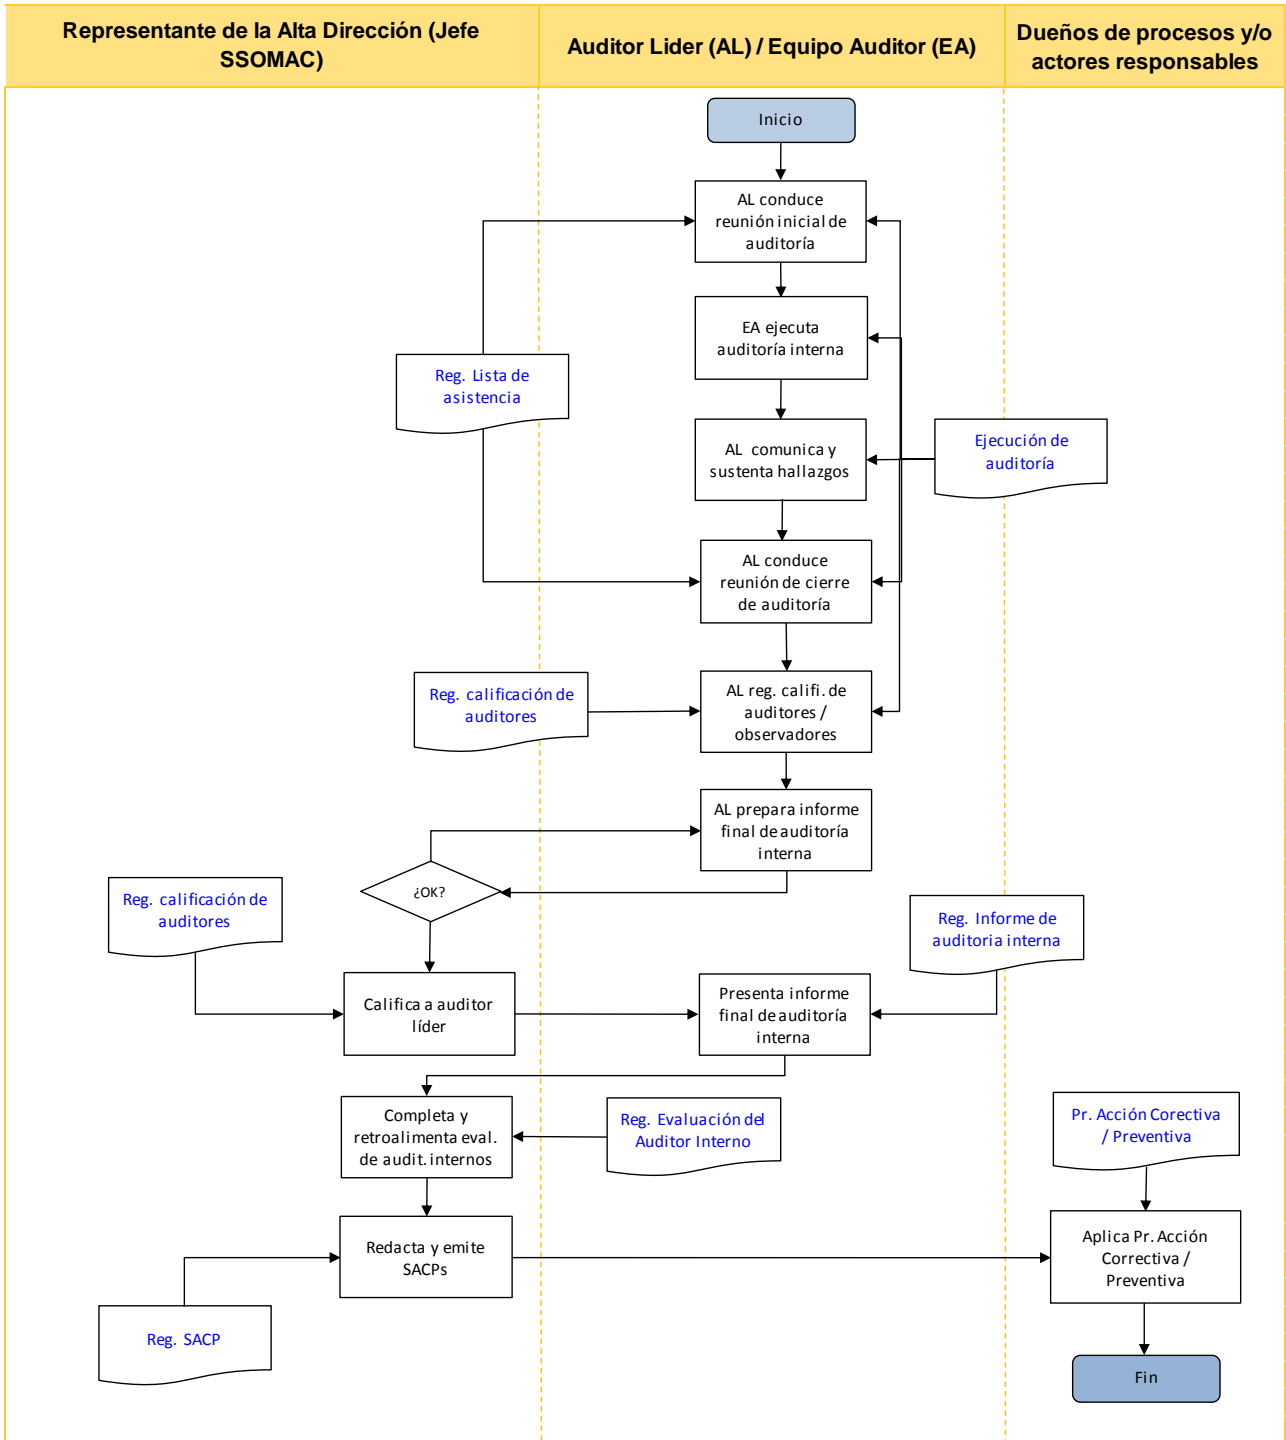 Representante de la Alta Dirección (Jefe
SSOMAC)
Auditor Lider (AL) / Equipo Auditor (EA)
Dueños de procesos y/o
actores responsables
Inicio
AL conduce
reunión inicial de
auditoría
EA ejecuta
auditoría interna
Reg. Lista de
asistencia
AL comunica y
sustenta hallazgos
Ejecución de
auditoría
AL conduce
reunión de cierre
de auditoría
Reg. calificación de
auditores
AL reg. califi. de
auditores /
observadores
AL prepara informe
final de auditoría
interna
¿OK?
Reg. calificación de
auditores
Reg. Informe de
auditoria interna
Califica a auditor
líder
Presenta informe
final de auditoría
interna
Completa y
retroalimenta eval.
de audit. internos
Reg. Evaluación del
Auditor Interno
Pr. Acción Corectiva
/ Preventiva
Redacta y emite
SACPs
Aplica Pr. Acción
Correctiva /
Preventiva
Reg. SACP
Fin